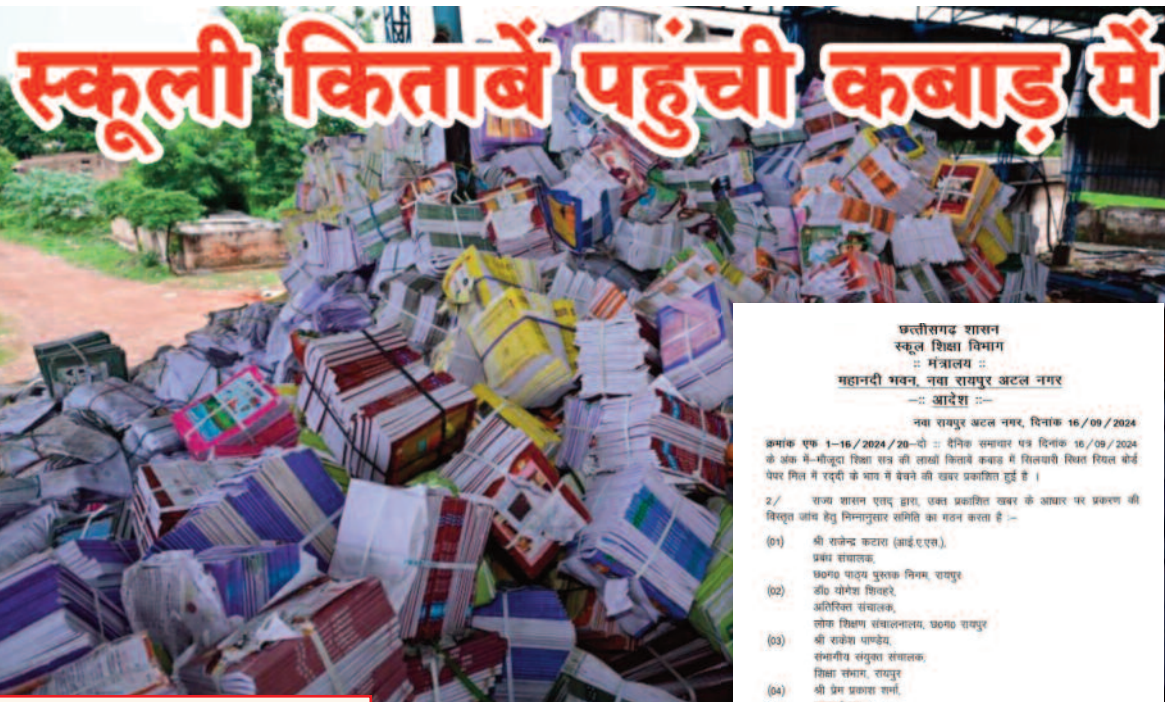 स्कूली किताबें पहुंची कबाड़ में
छत्तीसगढ़ शासन
स्कूल शिक्षा विभाग
:: मंत्रालय ::
महानदी भवन, नवा रायपुर अटल नगर
—:: आदेश ::—
नवा रायपुर अटल नगर, दिनांक 16/09/2024
क्रमांक एफ 1-16/2024/20-दो :: दैनिक समाचार पत्र दिनांक 16/09/2024
के अंक में-मौजूदा शिक्षा सत्र की लाखों किताबें कबाड में सिलयारी स्थित रियल बोर्ड
पेपर मिल में रद्दी के भाव में बेचने की खबर प्रकाशित हुई है ।
2/ राज्य शासन एतद् द्वारा, उक्त प्रकाशित खबर के आधार पर प्रकरण की
विस्तृत जांच हेतु निम्नानुसार समिति का गठन करता है :-
(01) श्री राजेन्द्र कटारा (आई.ए.एस.),
प्रबंध संचालक,
छ0ग0 पाठ्य पुस्तक निगम, रायपुर
(02) डॉ0 योगेश शिवहरे,
अतिरिक्त संचालक,
लोक शिक्षण संचालनालय, छ0ग0 रायपुर
(03) श्री राकेश पाण्डेय,
संभागीय संयुक्त संचालक,
शिक्षा संभाग, रायपुर
(04) श्री प्रेम प्रकाश शर्मा,